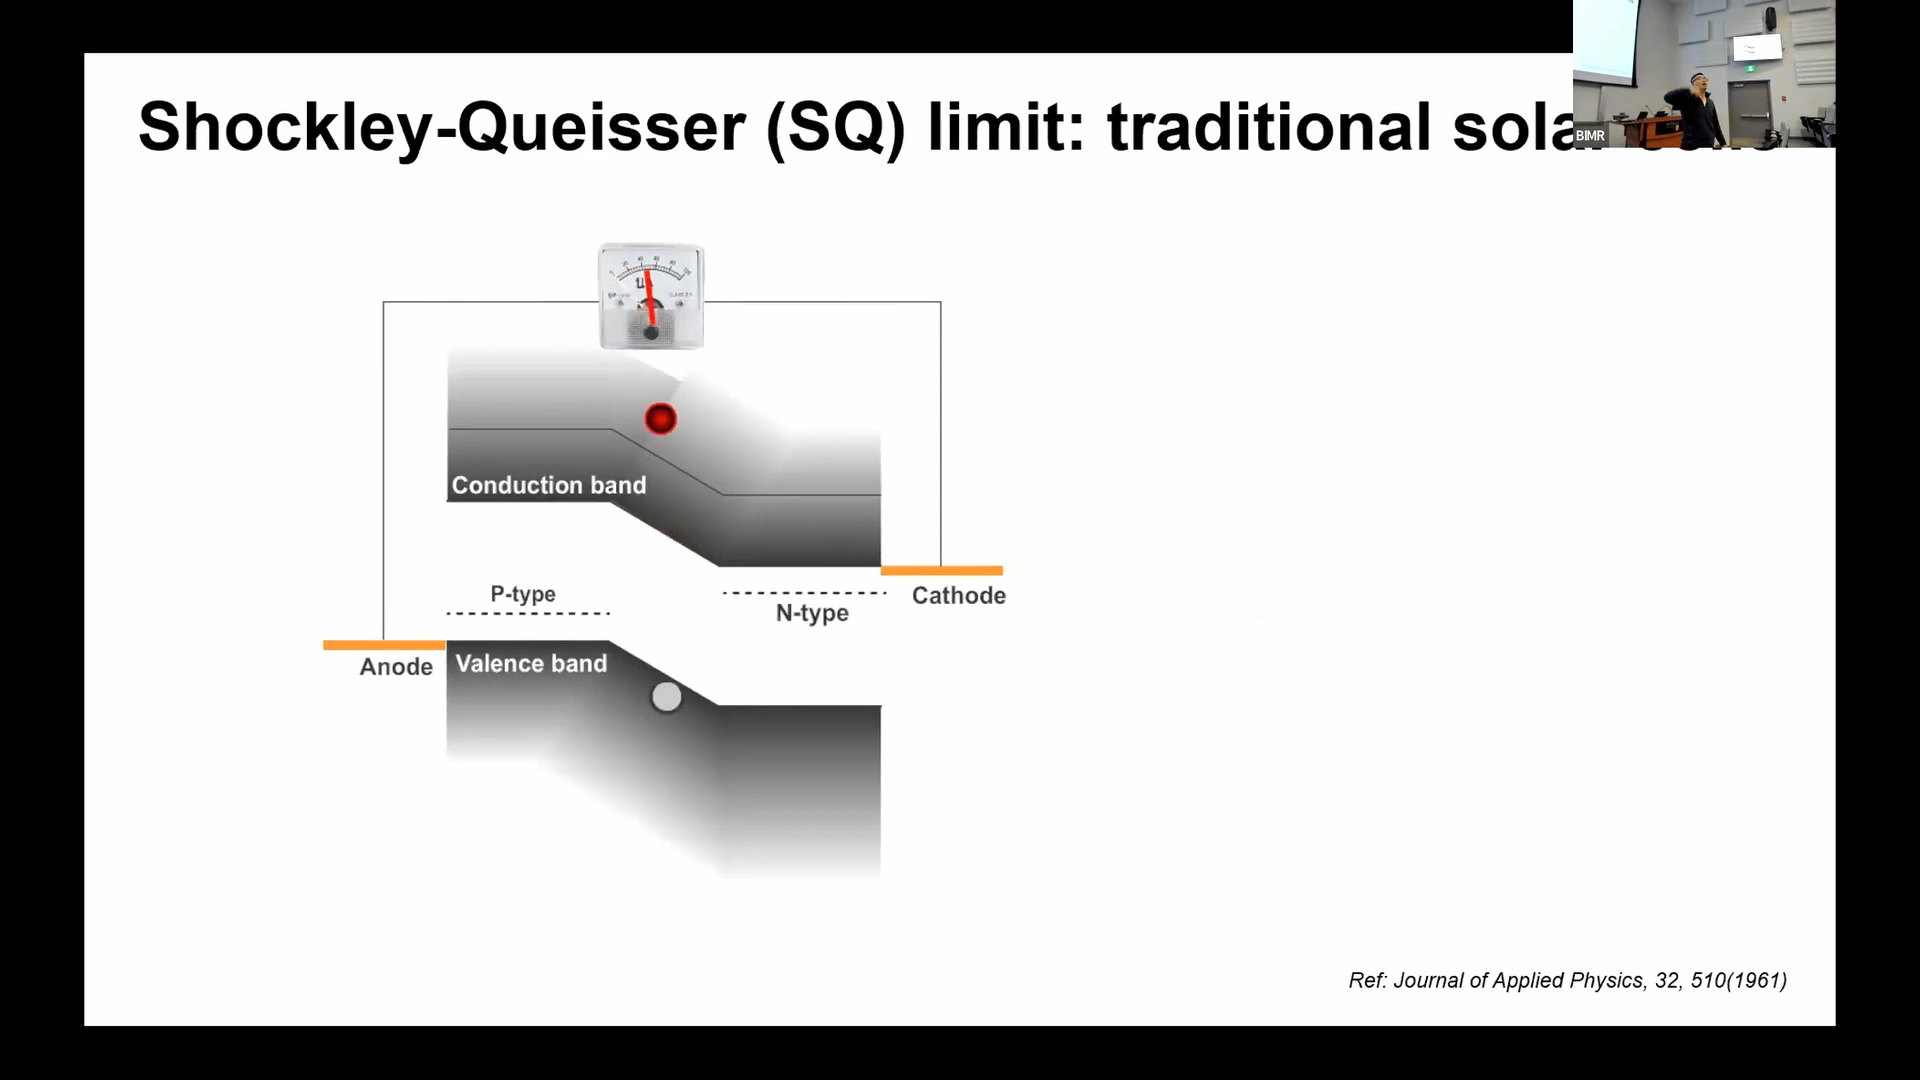 Shockley-Queisser (SQ) limit: traditional
BIMR
Conduction band
P-type
N-type
Cathode
Anode
Valence band
Ref: Journal of Applied Physics, 32, 510(1961)